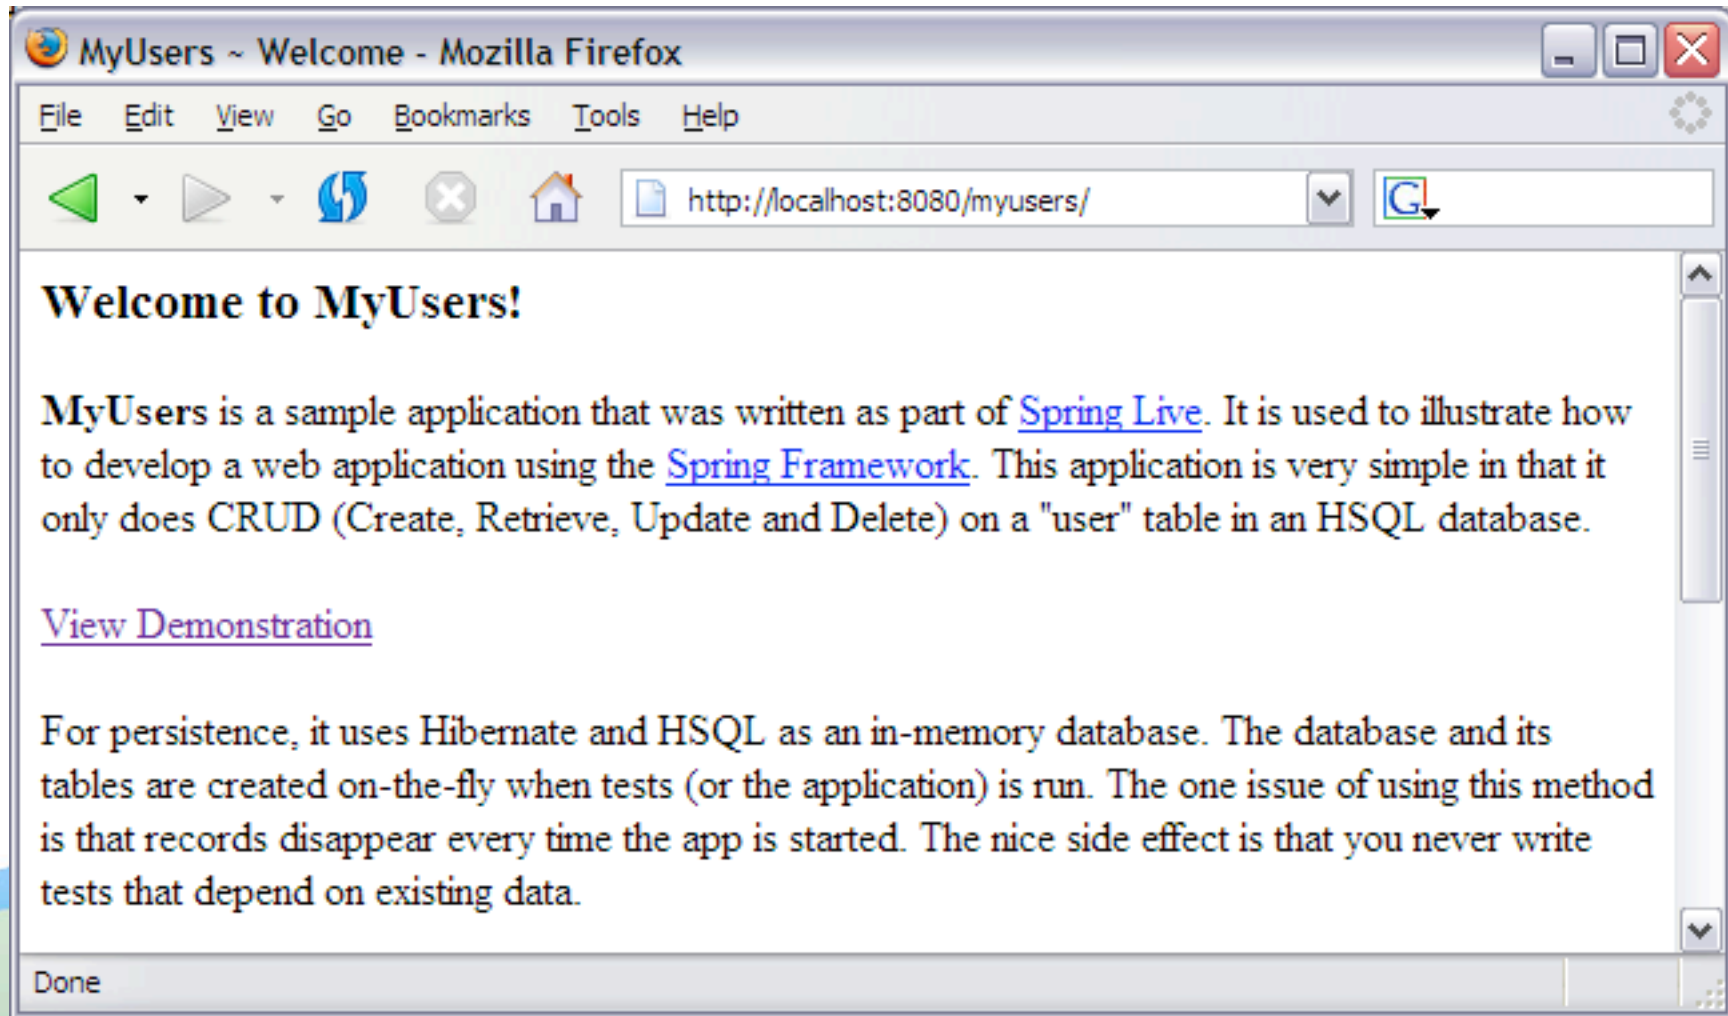 MyUsers ~ Welcome - Mozilla Firefox
File Edit View Go Bookmarks Tools Help
http://localhost:8080/myusers/ G
Welcome to MyUsers!
MyUsers is a sample application that was written as part of Spring Live. It is used to illustrate how
to develop a web application using the Spring Framework. This application is very simple in that it
only does CRUD (Create, Retrieve, Update and Delete) on a "user" table in an HSQL database.
View Demonstration
For persistence, it uses Hibernate and HSQL as an in-memory database. The database and its
tables are created on-the-fly when tests (or the application) is run. The one issue of using this method
is that records disappear every time the app is started. The nice side effect is that you never write
tests that depend on existing data.
Done